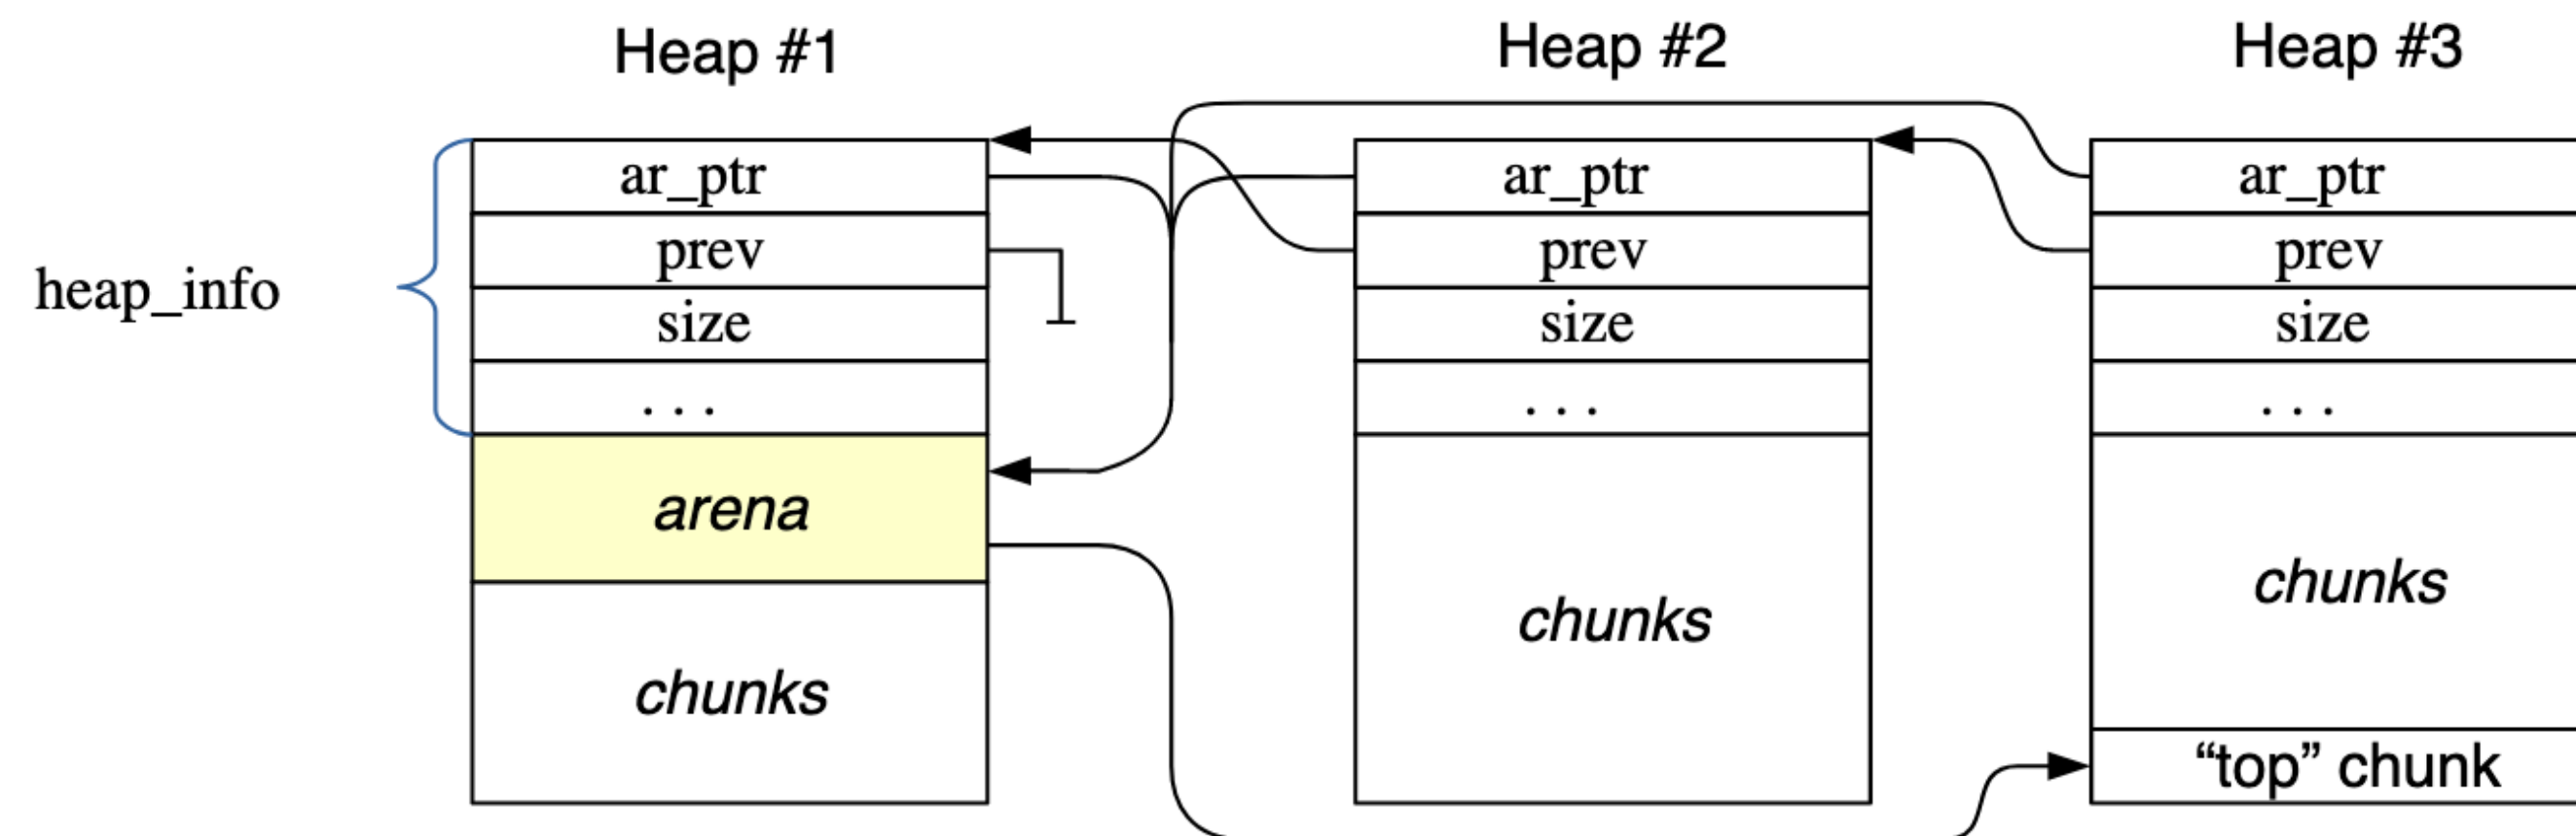 Heap #1
Heap #2
Heap #3
heap_info
ar_ptr
prev
size
. . .
arena
chunks
ar_ptr
prev
size
. . .
chunks
ar_ptr
prev
size
. . .
chunks
“top” chunk